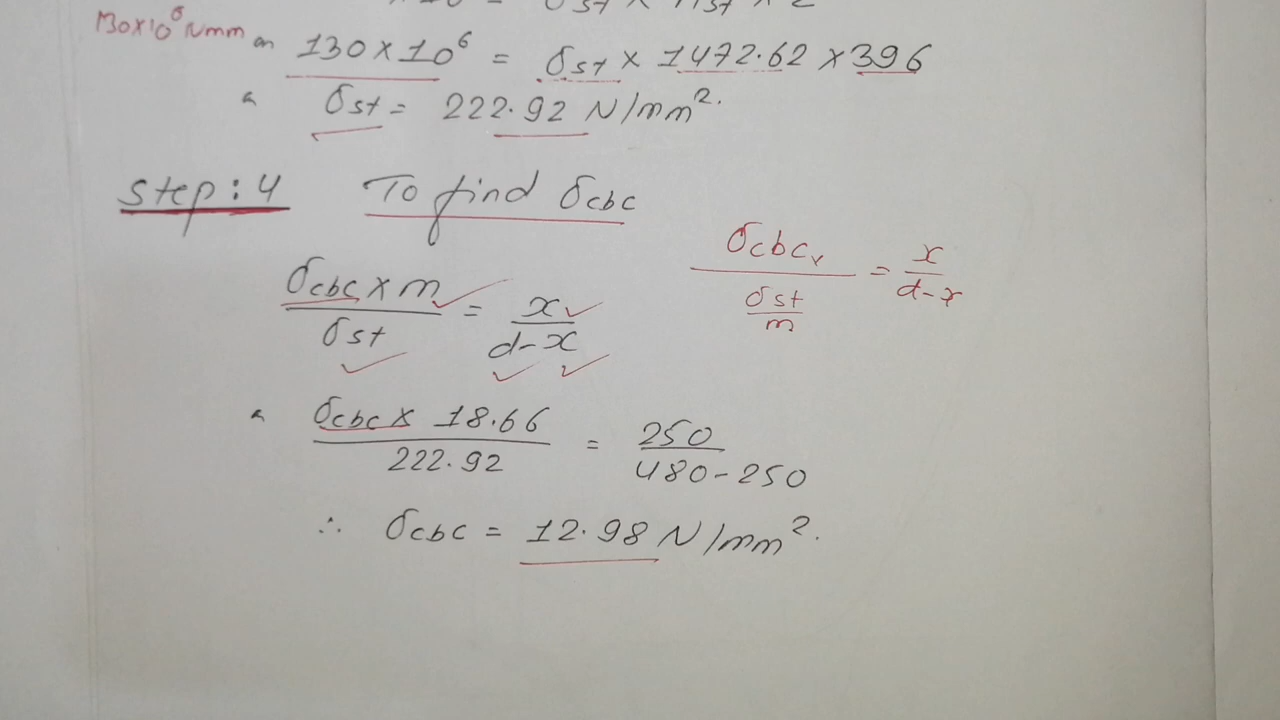 130×10⁶ Nmm
or 130×10⁶ = σst × 1472.62 × 396
σst = 222.92 N/mm².
Step:4 To find σcbc
σcbc × m / σst = x / d-x
σcbc / (σst / m) = x / d-x
σcbc × 18.66 / 222.92 = 250 / 480-250
∴ σcbc = 12.98 N/mm².